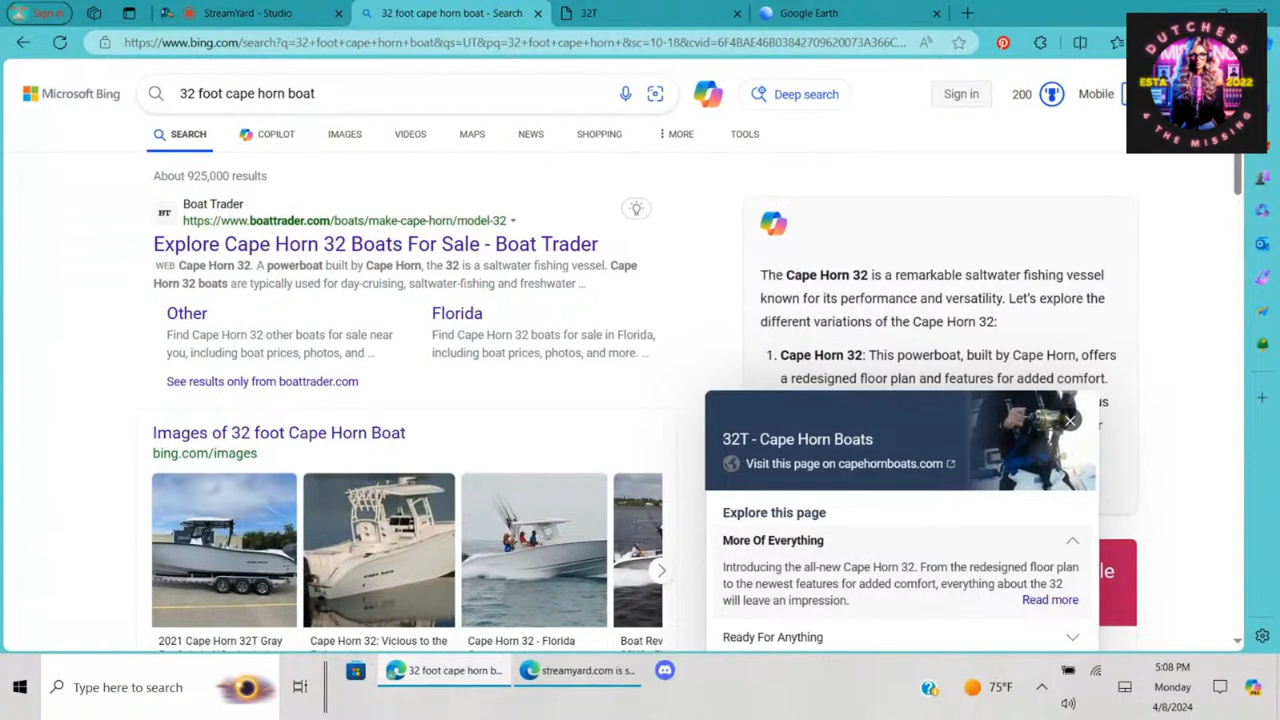 Sign in
StreamYard - Studio
32 foot cape horn boat - Search
32T
Google Earth
https://www.bing.com/search?q=32+foot+cape+horn+boat&qs=UT&pq=32+foot+cape+horn+&sc=10-18&cvid=6F4BAE46B03842709620073A366C...
Microsoft Bing
32 foot cape horn boat
Deep search
Sign in
200
Mobile
DUTCHESS
ESTA 2022
4 THE MISSING
SEARCH
COPILOT
IMAGES
VIDEOS
MAPS
NEWS
SHOPPING
MORE
TOOLS
About 925,000 results
BT
Boat Trader
https://www.boattrader.com/boats/make-cape-horn/model-32
Explore Cape Horn 32 Boats For Sale - Boat Trader
WEB Cape Horn 32. A powerboat built by Cape Horn, the 32 is a saltwater fishing vessel. Cape
Horn 32 boats are typically used for day-cruising, saltwater-fishing and freshwater ...
Other
Find Cape Horn 32 other boats for sale near
you, including boat prices, photos, and ...
Florida
Find Cape Horn 32 boats for sale in Florida,
including boat prices, photos, and more. ...
See results only from boattrader.com
Images of 32 foot Cape Horn Boat
bing.com/images
2021 Cape Horn 32T Gray
Cape Horn 32: Vicious to the
Cape Horn 32 - Florida
Boat Rev
The Cape Horn 32 is a remarkable saltwater fishing vessel
known for its performance and versatility. Let's explore the
different variations of the Cape Horn 32:
1. Cape Horn 32: This powerboat, built by Cape Horn, offers
a redesigned floor plan and features for added comfort.
us
32T - Cape Horn Boats
Visit this page on capehornboats.com
Explore this page
More Of Everything
Introducing the all-new Cape Horn 32. From the redesigned floor plan
to the newest features for added comfort, everything about the 32
will leave an impression.
Read more
Ready For Anything
le
Type here to search
32 foot cape horn b...
streamyard.com is s...
75°F
5:08 PM
Monday
4/8/2024